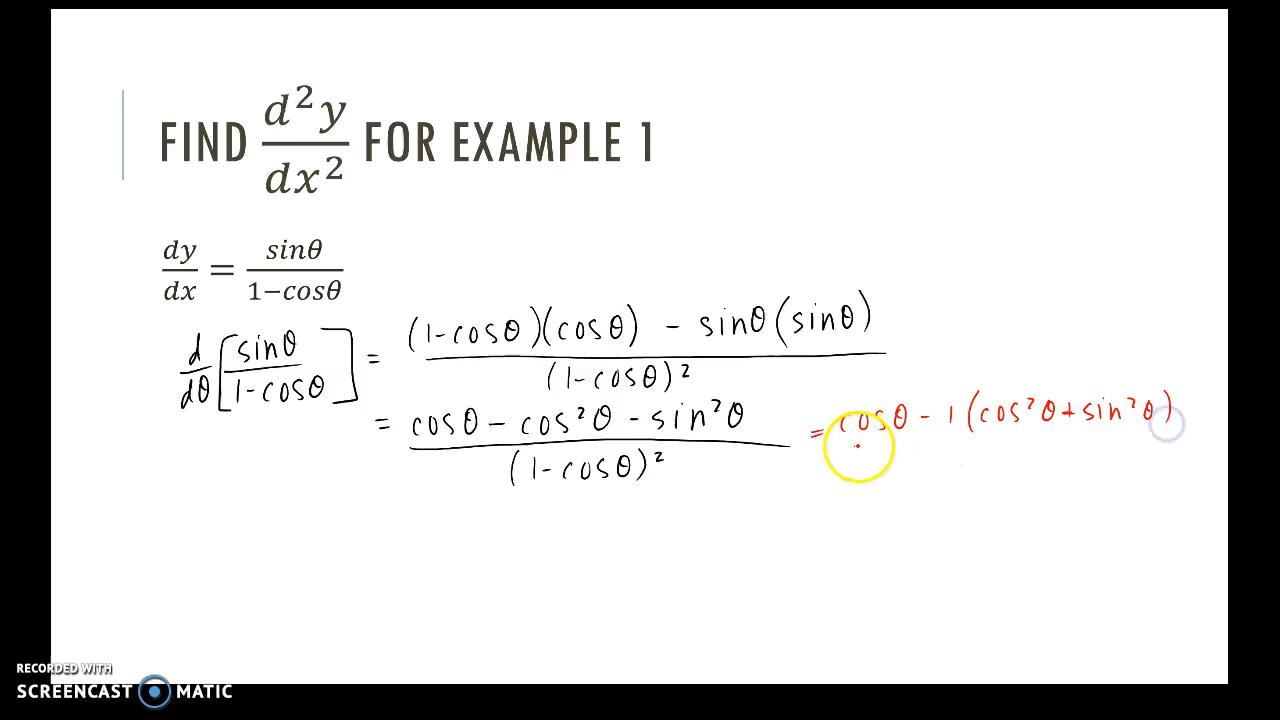 FIND d²y/dx² FOR EXAMPLE 1
dy/dx = sinθ/1−cosθ
d/dθ [sinθ/1-cosθ] = (1-cosθ)(cosθ) - sinθ(sinθ)/(1-cosθ)²
= cosθ - cos²θ - sin²θ/(1-cosθ)² = cosθ - 1(cos²θ + sin²θ)
RECORDED WITH
SCREENCAST MATIC